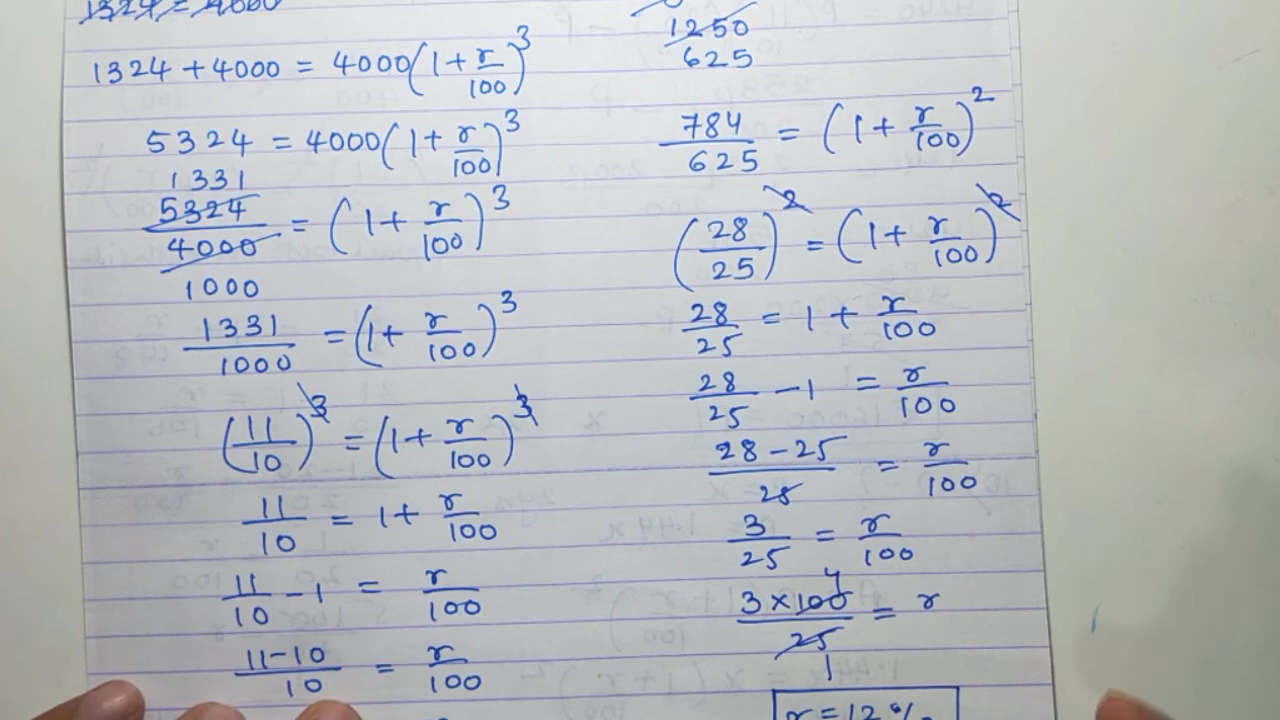 1324 = 4000
1324 + 4000 = 4000(1 + r/100)^3
5324 = 4000(1 + r/100)^3
1331
5324/4000 = (1 + r/100)^3
1000
1331/1000 = (1 + r/100)^3
(11/10)^3 = (1 + r/100)^3
11/10 = 1 + r/100
11/10 - 1 = r/100
11-10/10 = r/100
1250
625
784/625 = (1 + r/100)^2
(28/25)^2 = (1 + r/100)^2
28/25 = 1 + r/100
28/25 - 1 = r/100
28-25/25 = r/100
3/25 = r/100
4
3×100/25 = r
1
r = 12%